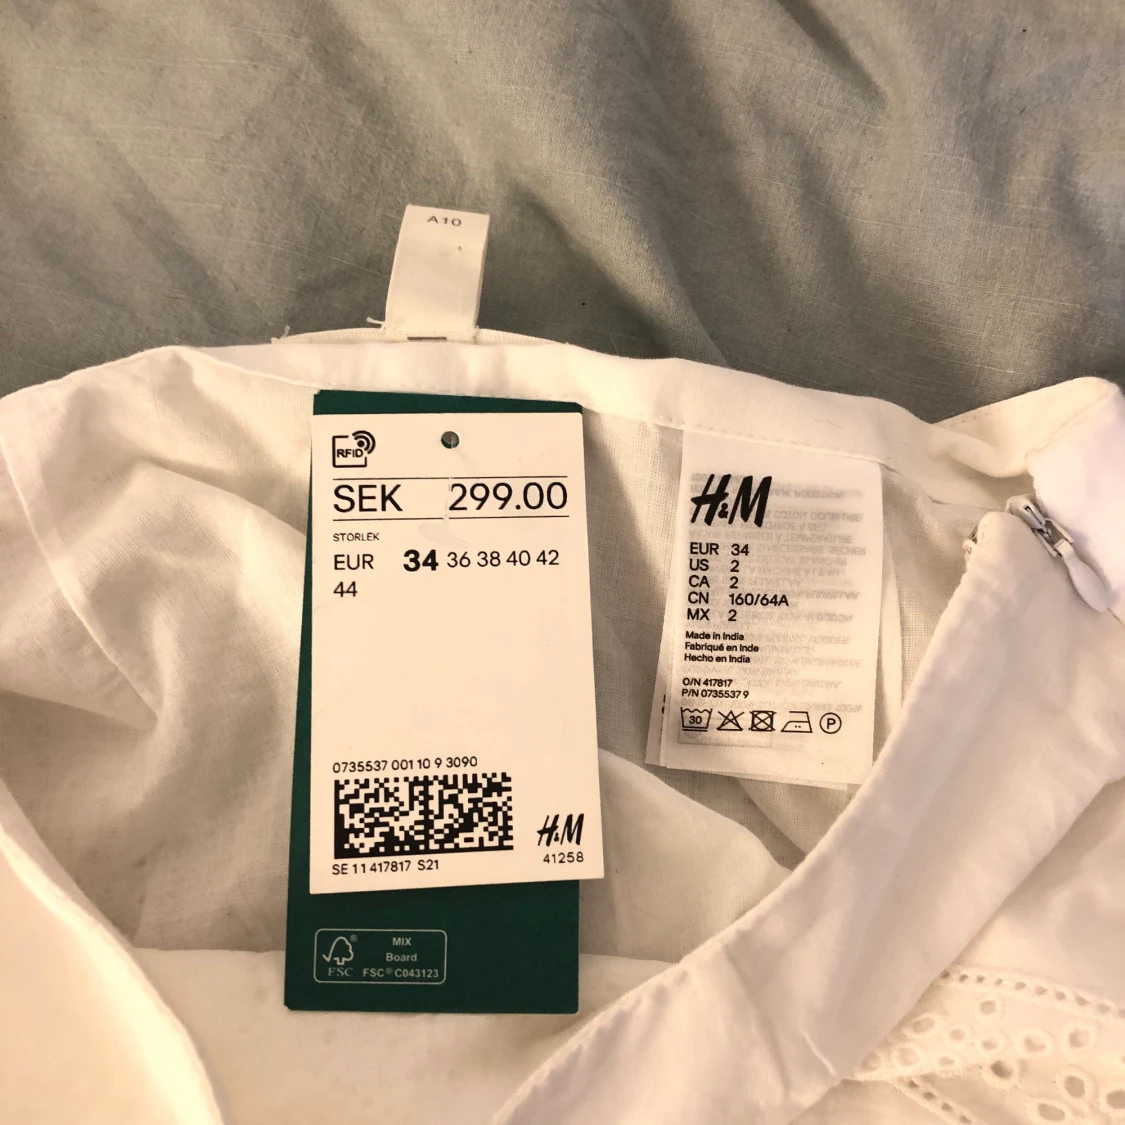 A10
RFID
SEK 299.00
STORLEK
EUR 34 36 38 40 42
44
0735537 001 10 9 3090
H&M
41258
SE 11 417817 S21
MIX
Board
FSC® C043123
FSC®
H&M
EUR 34
US 2
CA 2
CN 160/64A
MX 2
Made in India
Fabriqué en Inde
Hecho en India
O/N 417817
P/N 0735537 9
30
P